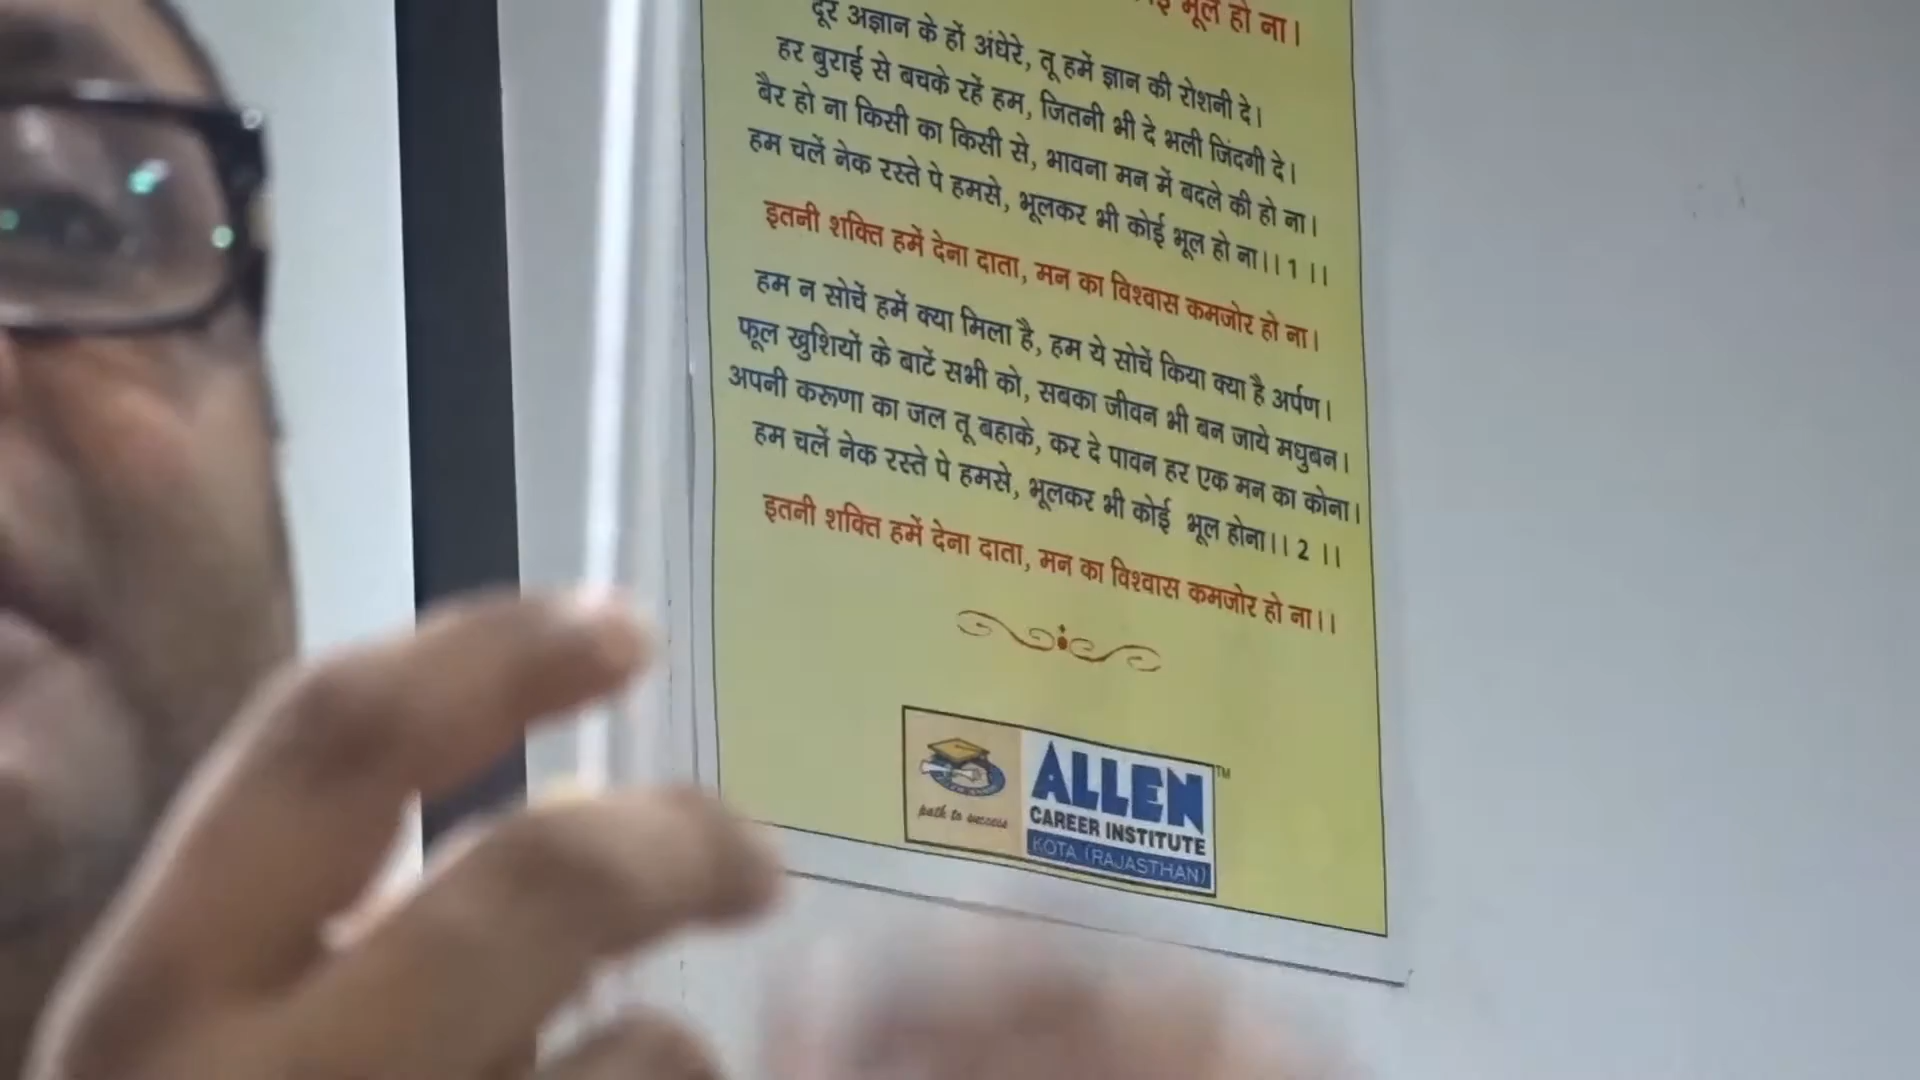 भूल हो ना।
दूर अज्ञान के हों अंधेरे, तू हमें ज्ञान की रोशनी दे।
हर बुराई से बचके रहें हम, जितनी भी दे भली जिंदगी दे।
बैर हो ना किसी का किसी से, भावना मन में बदले की हो ना।
हम चलें नेक रस्ते पे हमसे, भूलकर भी कोई भूल हो ना।। 1 ।।
इतनी शक्ति हमें देना दाता, मन का विश्वास कमजोर हो ना।
हम न सोचें हमें क्या मिला है, हम ये सोचें किया क्या है अर्पण।
फूल खुशियों के बाटें सभी को, सबका जीवन भी बन जाये मधुबन।
अपनी करूणा का जल तू बहाके, कर दे पावन हर एक मन का कोना।
हम चलें नेक रस्ते पे हमसे, भूलकर भी कोई भूल होना।। 2 ।।
इतनी शक्ति हमें देना दाता, मन का विश्वास कमजोर हो ना।।
path to success
ALLEN TM
CAREER INSTITUTE
KOTA (RAJASTHAN)